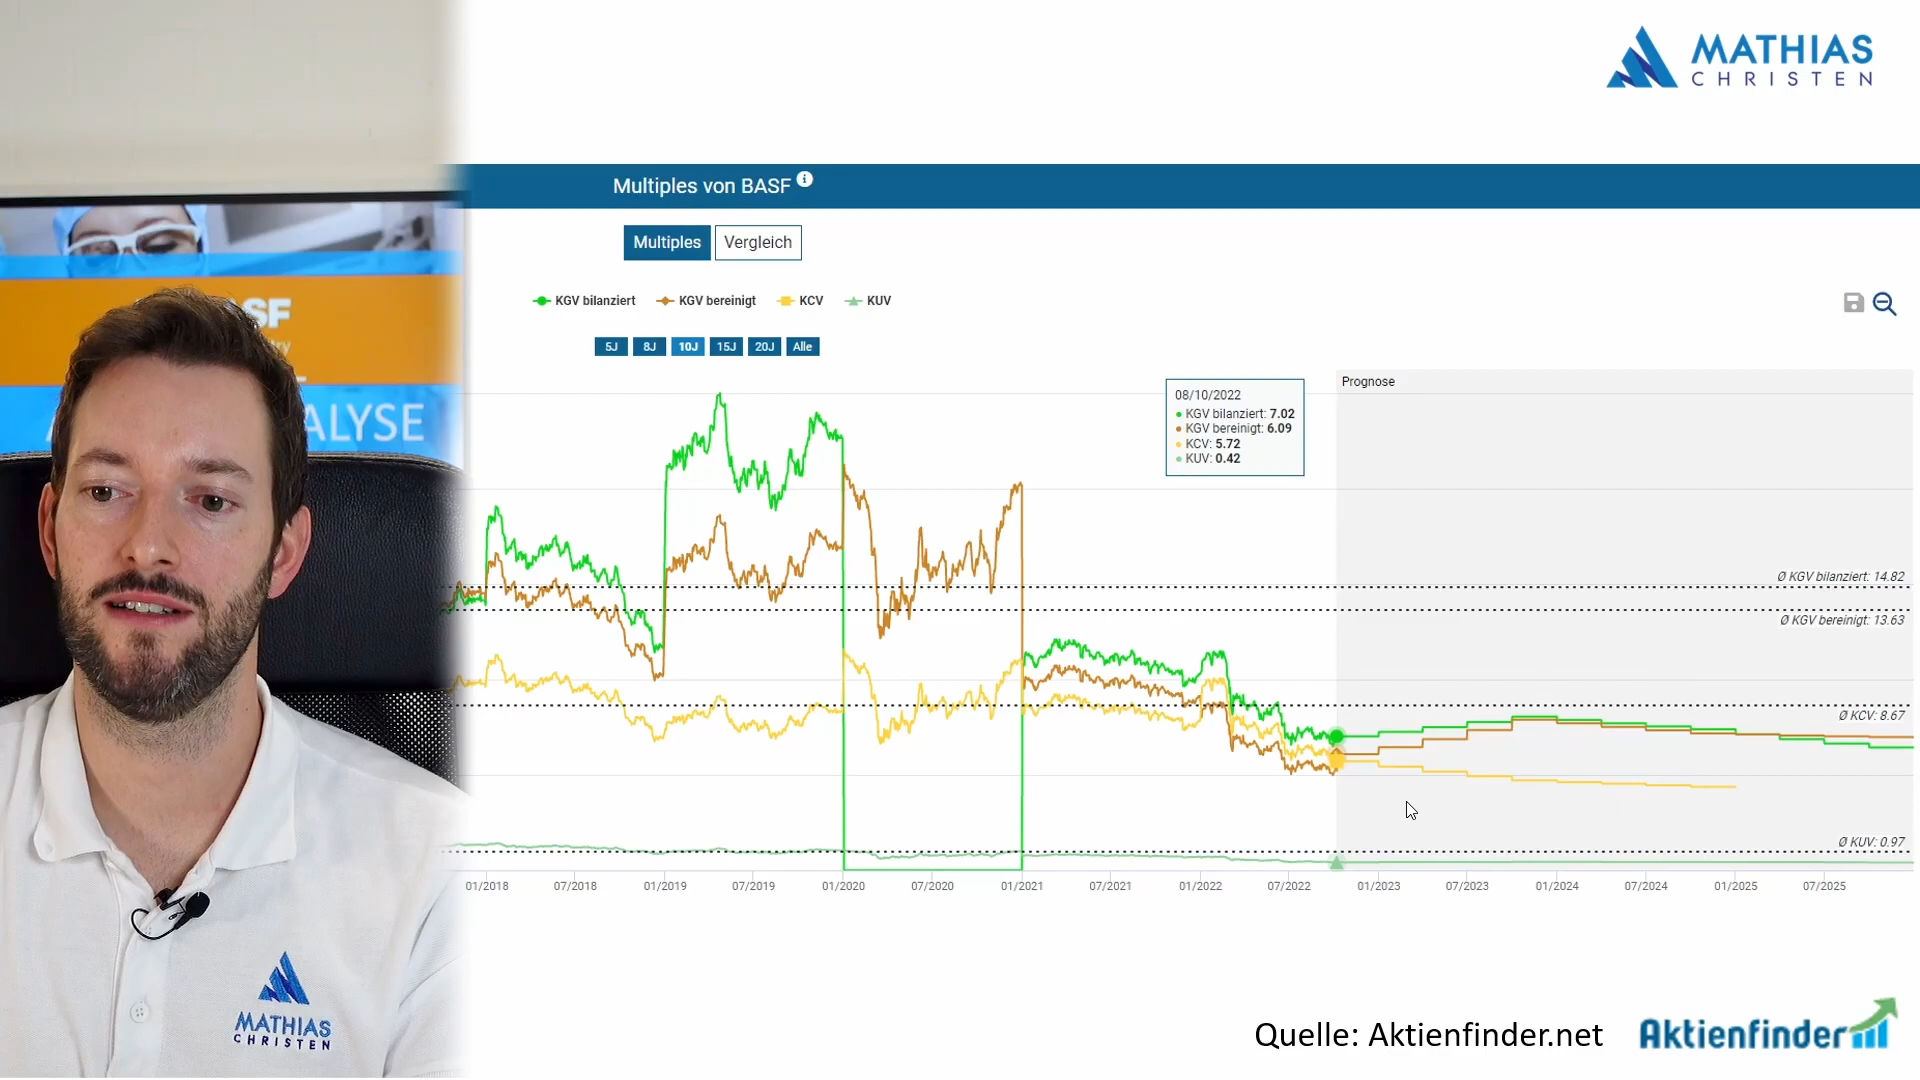 MATHIAS
CHRISTEN
Multiples von BASF
Multiples
Vergleich
KGV bilanziert
KGV bereinigt
KCV
KUV
5J
8J
10J
15J
20J
Alle
08/10/2022
KGV bilanziert: 7.02
KGV bereinigt: 6.09
KCV: 5.72
KUV: 0.42
Prognose
Ø KGV bilanziert: 14.82
Ø KGV bereinigt: 13.63
Ø KCV: 8.67
Ø KUV: 0.97
01/2018
07/2018
01/2019
07/2019
01/2020
07/2020
01/2021
07/2021
01/2022
07/2022
01/2023
07/2023
01/2024
07/2024
01/2025
07/2025
SF
try
ALYSE
MATHIAS
CHRISTEN
Quelle: Aktienfinder.net
Aktienfinder